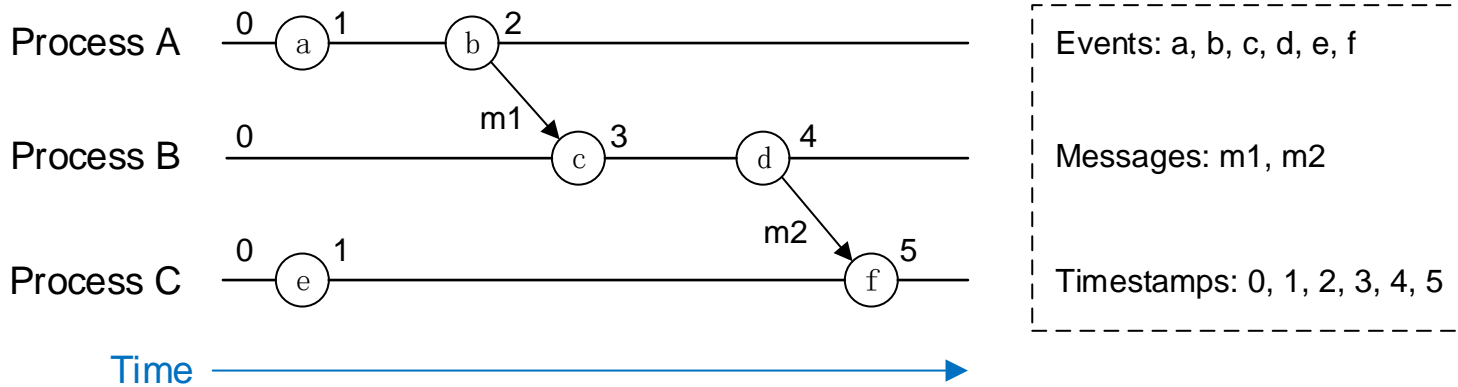 0 1 2
Process A a b Events: a, b, c, d, e, f
m1
0 3 4
Process B c d Messages: m1, m2
m2
0 1 5
Process C e f Timestamps: 0, 1, 2, 3, 4, 5
Time